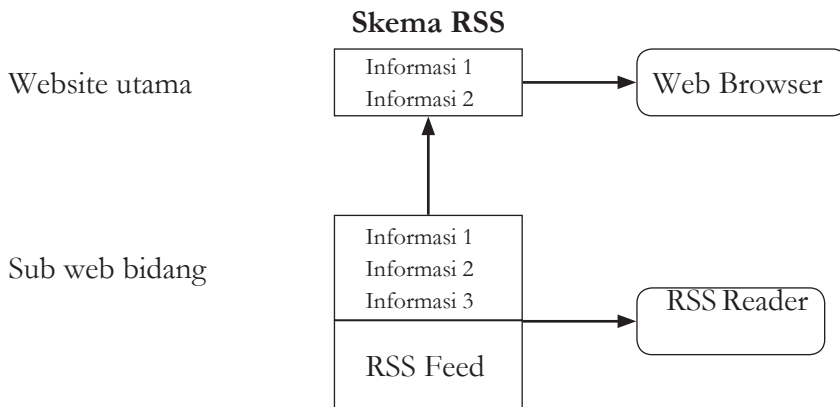 Skema RSS
Website utama
Informasi 1
Informasi 2
Web Browser
Sub web bidang
Informasi 1
Informasi 2
Informasi 3
RSS Feed
RSS Reader